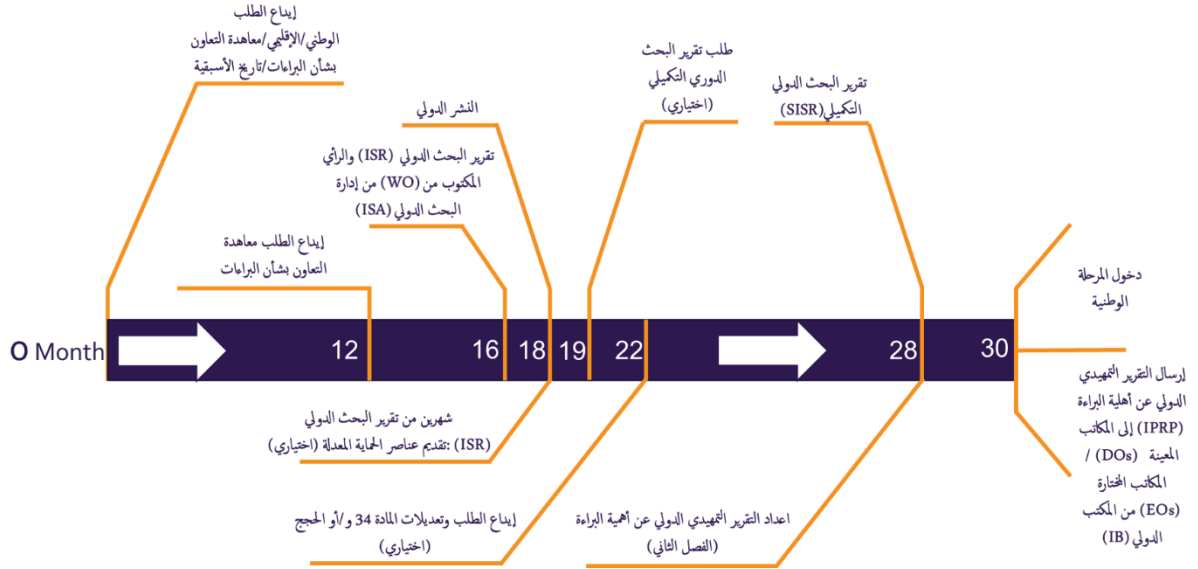 إيداع الطلب
الوطني/الإقليمي/معاهدة التعاون
بشأن البراءات/تاريخ الأسبقية
طلب تقرير البحث
الدوري التكميلي
(اختياري)
تقرير البحث الدولي
التكميلي(SISR)
النشر الدولي
تقرير البحث الدولي (ISR) والرأي
المكتوب من (WO) من إدارة
البحث الدولي (ISA)
إيداع الطلب معاهدة
التعاون بشأن البراءات
دخول المرحلة
الوطنية
0 Month
12
16
18
19
22
28
30
إرسال التقرير التمهيدي
الدولي عن أهلية البراءة
(IPRP) إلى المكاتب
المعينة (DOs) /
المكاتب المختارة
(EOs) من المكتب
الدولي (IB)
شهرين من تقرير البحث الدولي
(ISR) :تقديم عناصر الحماية المعدلة (اختياري)
إيداع الطلب وتعديلات المادة 34 و/أو الحجج
(اختياري)
اعداد التقرير التمهيدي الدولي عن أهمية البراءة
(الفصل الثاني)